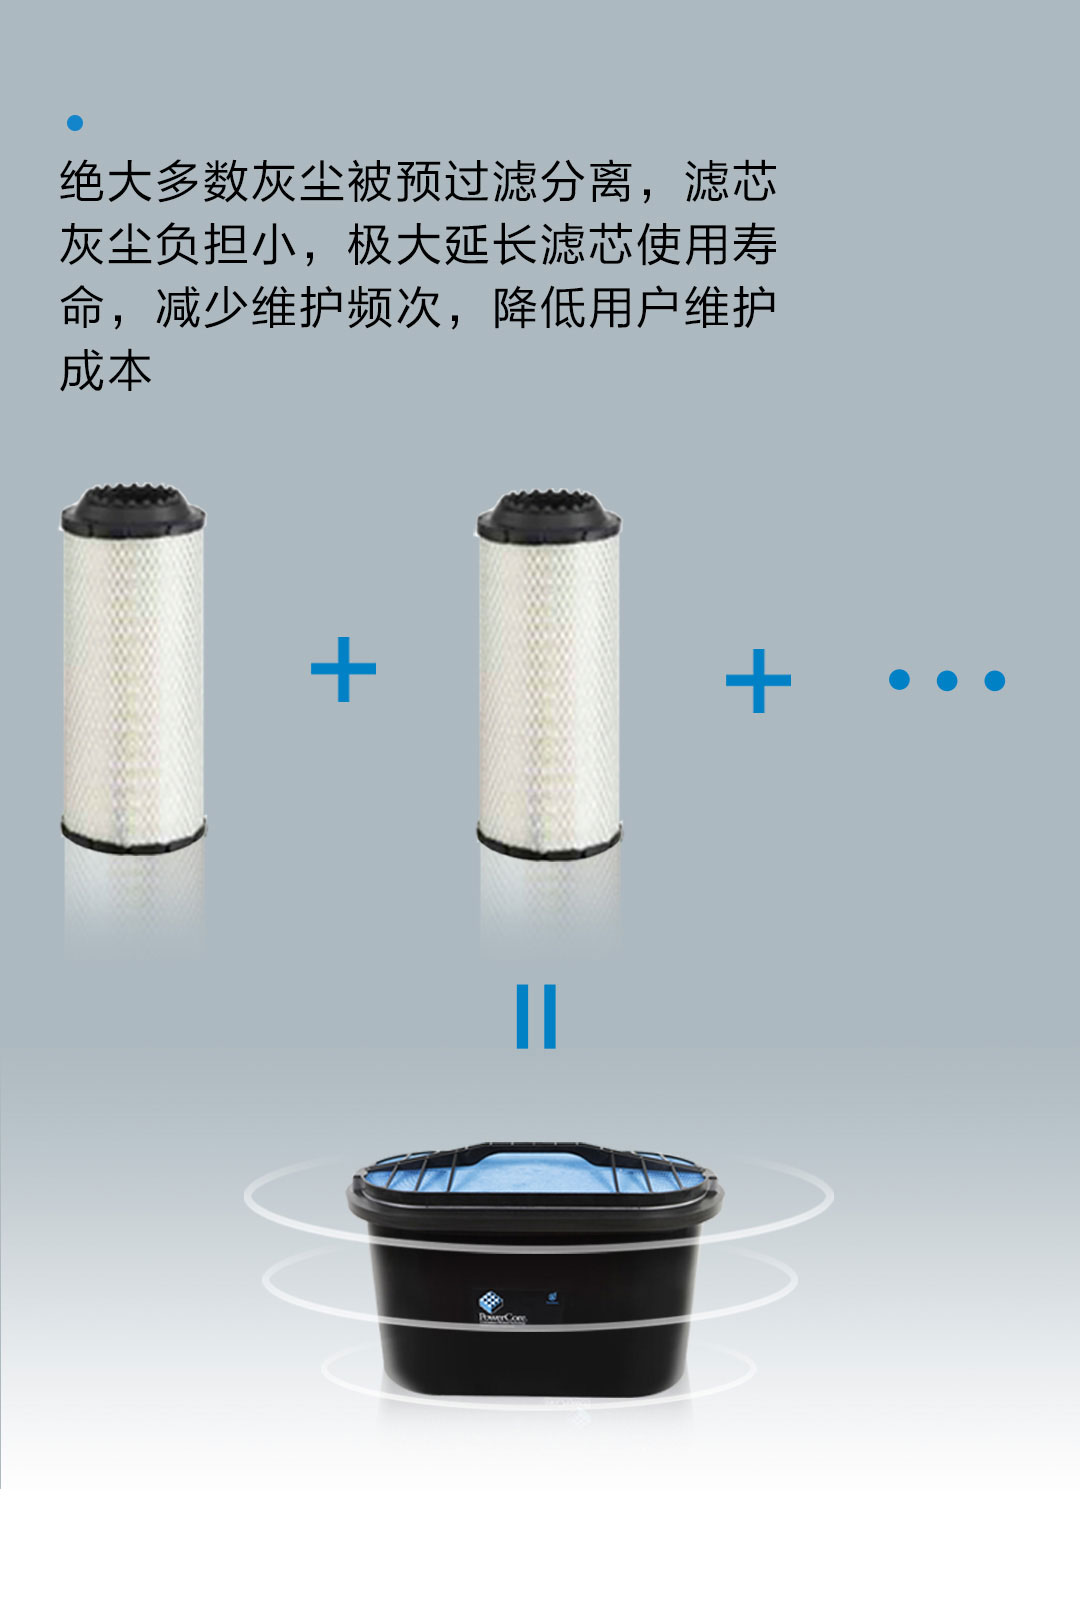 绝大多数灰尘被预过滤分离，滤芯
灰尘负担小，极大延长滤芯使用寿
命，减少维护频次，降低用户维护
成本
PowerCore